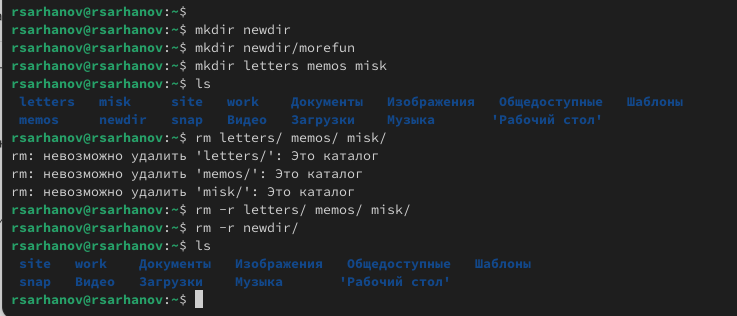 rsarhanov@rsarhanov:~$
rsarhanov@rsarhanov:~$ mkdir newdir
rsarhanov@rsarhanov:~$ mkdir newdir/morefun
rsarhanov@rsarhanov:~$ mkdir letters memos misk
rsarhanov@rsarhanov:~$ ls
letters misk site work Документы Изображения Общедоступные Шаблоны
memos newdir snap Видео Загрузки Музыка 'Рабочий стол'
rsarhanov@rsarhanov:~$ rm letters/ memos/ misk/
rm: невозможно удалить 'letters/': Это каталог
rm: невозможно удалить 'memos/': Это каталог
rm: невозможно удалить 'misk/': Это каталог
rsarhanov@rsarhanov:~$ rm -r letters/ memos/ misk/
rsarhanov@rsarhanov:~$ rm -r newdir/
rsarhanov@rsarhanov:~$ ls
site work Документы Изображения Общедоступные Шаблоны
snap Видео Загрузки Музыка 'Рабочий стол'
rsarhanov@rsarhanov:~$